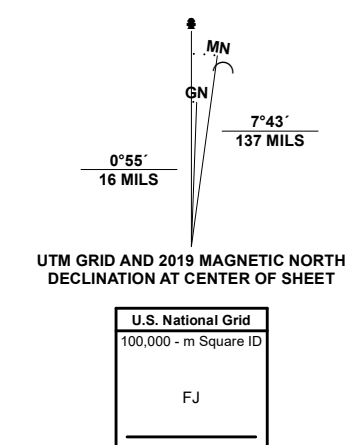 MN
GN
7°43´
137 MILS
0°55´
16 MILS
UTM GRID AND 2019 MAGNETIC NORTH
DECLINATION AT CENTER OF SHEET
U.S. National Grid
100,000 - m Square ID
FJ